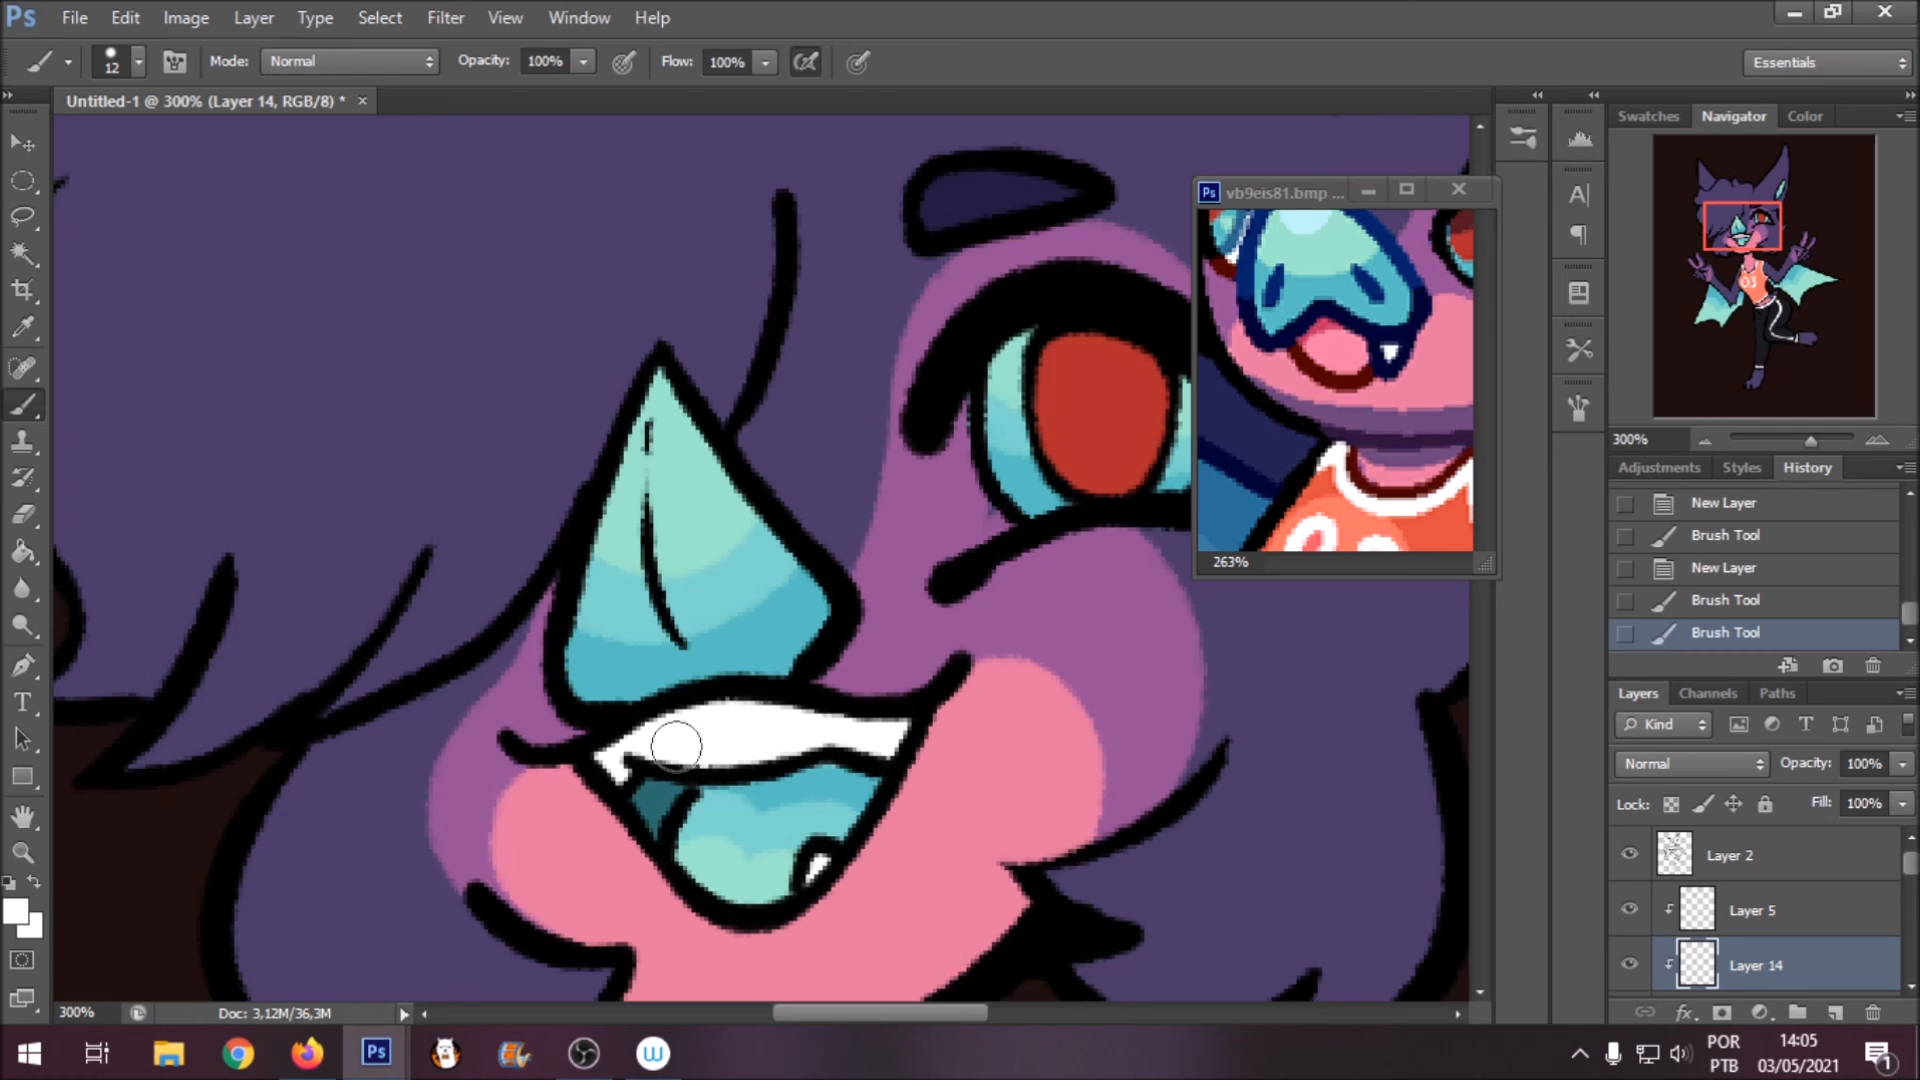 Ps File Edit Image Layer Type Select Filter View Window Help
12 Mode: Normal Opacity: 100% Flow: 100% Essentials
Untitled-1 @ 300% (Layer 14, RGB/8) * ×
Swatches Navigator Color
Ps vb9eis81.bmp ...
263%
03
300%
Adjustments Styles History
New Layer
Brush Tool
New Layer
Brush Tool
Brush Tool
Layers Channels Paths
Kind
Normal Opacity: 100%
Lock: Fill: 100%
Layer 2
Layer 5
Layer 14
300% Doc: 3,12M/36,3M
POR 14:05
PTB 03/05/2021 1